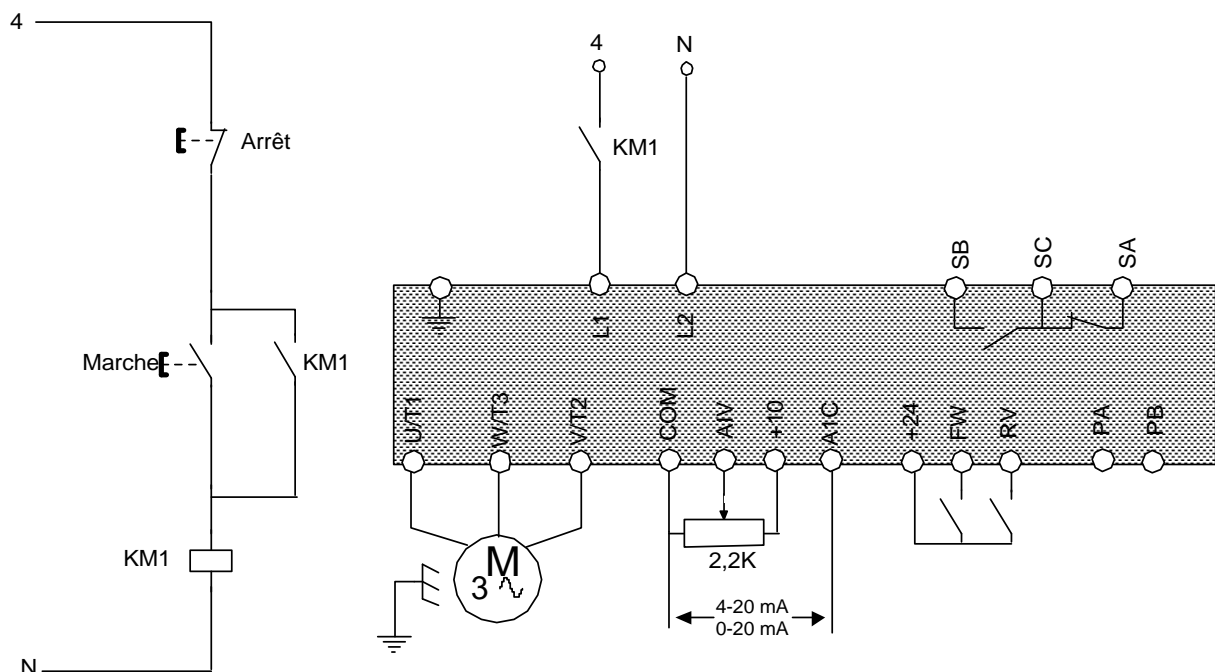 4
Arrêt
Marche
KM1
KM1
N
4
N
KM1
L1
L2
SB
SC
SA
U/T1
W/T3
V/T2
COM
AIV
+10
A1C
+24
FW
RV
PA
PB
M
3
2,2K
4-20 mA
0-20 mA